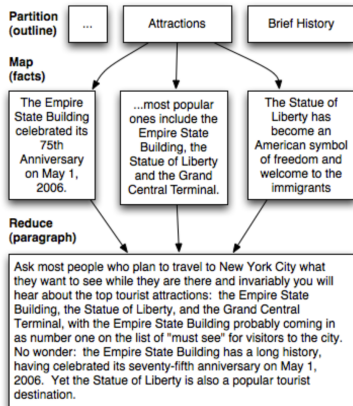 Partition
(outline)
...
Attractions
Brief History
Map
(facts)
The Empire
State Building
celebrated its
75th
Anniversary
on May 1,
2006.
...most popular
ones include the
Empire State
Building, the
Statue of Liberty
and the Grand
Central Terminal.
The Statue of
Liberty has
become an
American symbol
of freedom and
welcome to the
immigrants
Reduce
(paragraph)
Ask most people who plan to travel to New York City what
they want to see while they are there and invariably you will
hear about the top tourist attractions: the Empire State
Building, the Statue of Liberty, and the Grand Central
Terminal, with the Empire State Building probably coming in
as number one on the list of "must see" for visitors to the city.
No wonder: the Empire State Building has a long history,
having celebrated its seventy-fifth anniversary on May 1,
2006. Yet the Statue of Liberty is also a popular tourist
destination.